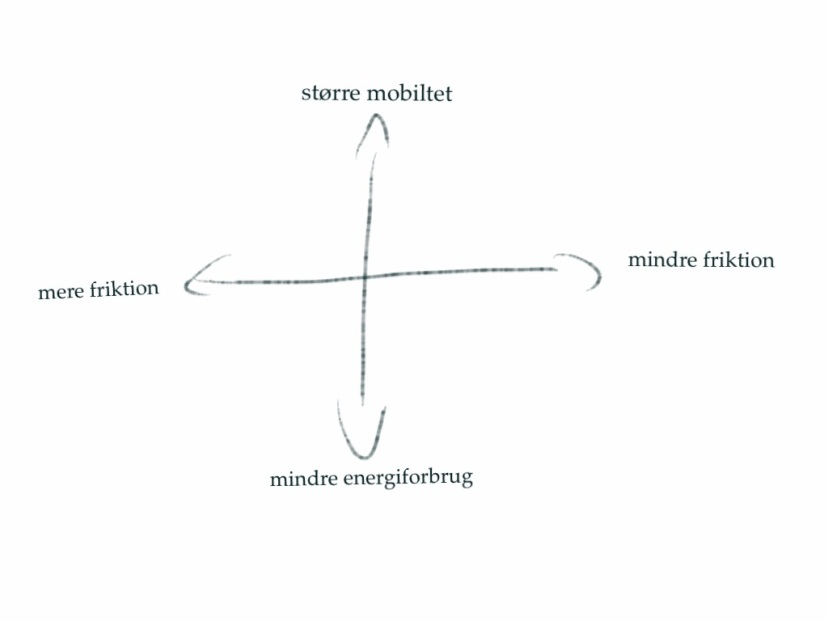 større mobiltet
mindre friktion
mere friktion
mindre energiforbrug